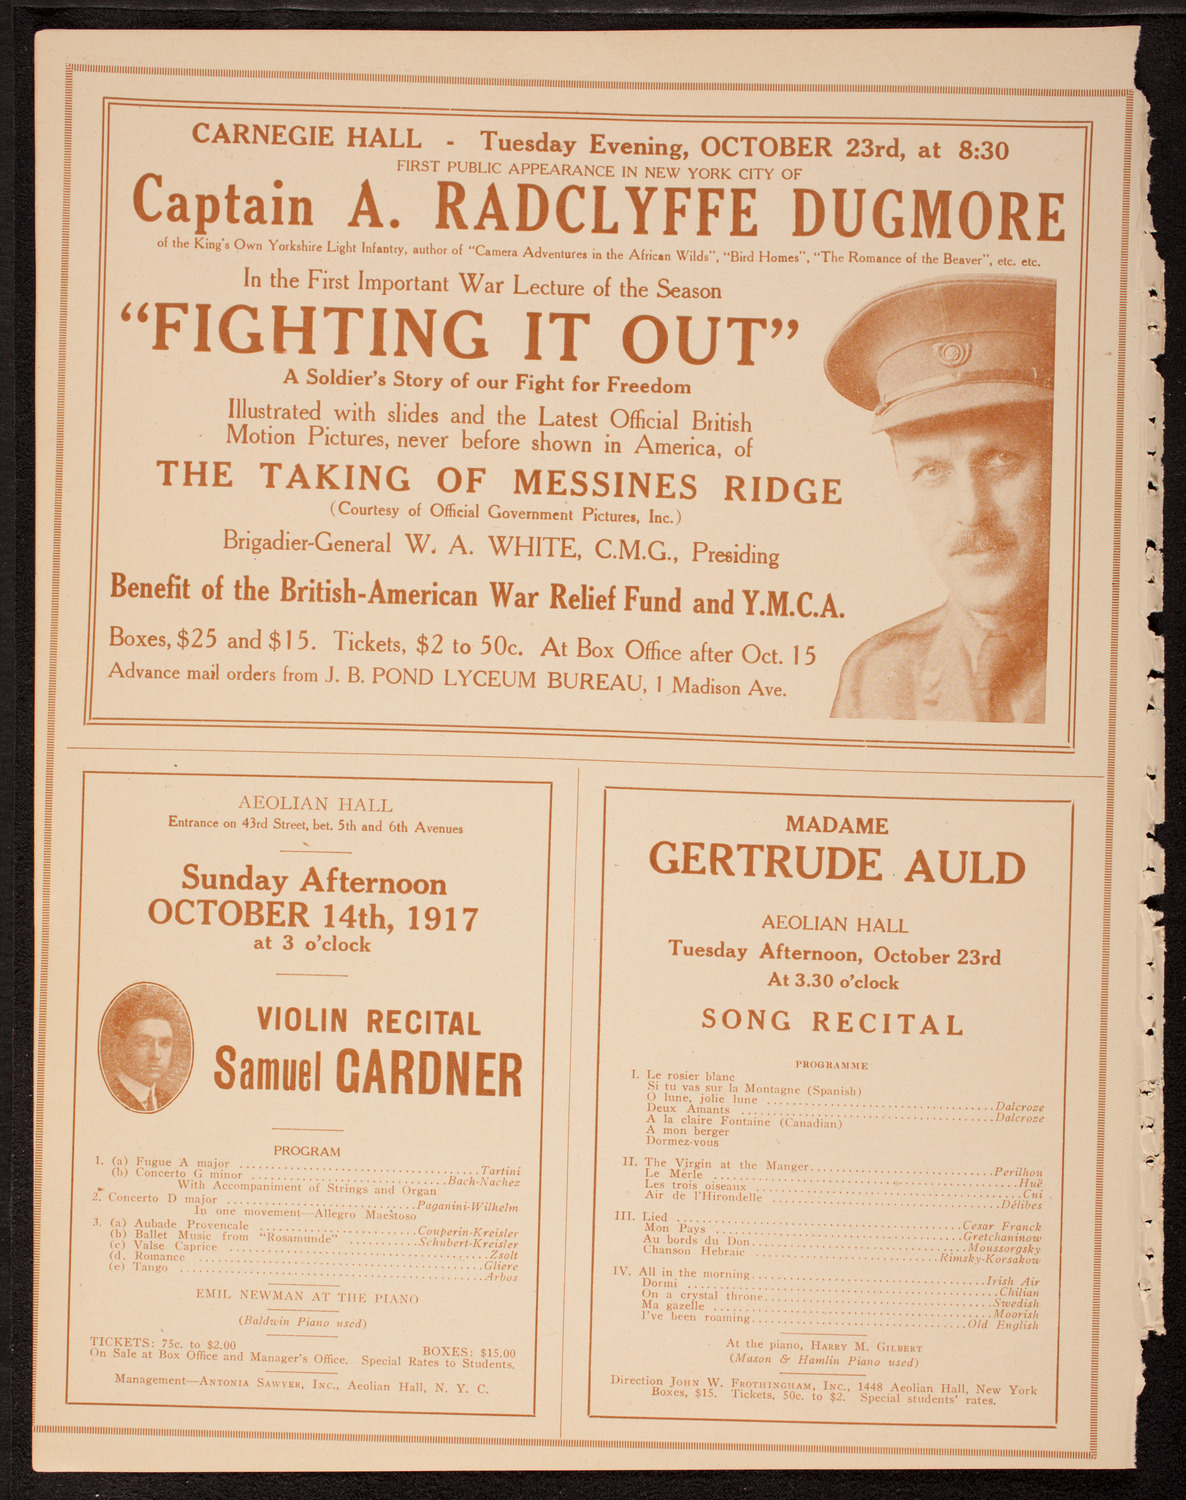 CARNEGIE HALL - Tuesday Evening, OCTOBER 23rd, at 8:30
FIRST PUBLIC APPEARANCE IN NEW YORK CITY OF
Captain A. RADCLYFFE DUGMORE
of the King's Own Yorkshire Light Infantry, author of "Camera Adventures in the African Wilds", "Bird Homes", "The Romance of the Beaver", etc. etc.
In the First Important War Lecture of the Season
"FIGHTING IT OUT"
A Soldier's Story of our Fight for Freedom
Illustrated with slides and the Latest Official British
Motion Pictures, never before shown in America, of
THE TAKING OF MESSINES RIDGE
(Courtesy of Official Government Pictures, Inc.)
Brigadier-General W. A. WHITE, C.M.G., Presiding
Benefit of the British-American War Relief Fund and Y.M.C.A.
Boxes, $25 and $15. Tickets, $2 to 50c. At Box Office after Oct. 15
Advance mail orders from J. B. POND LYCEUM BUREAU, 1 Madison Ave.
AEOLIAN HALL
Entrance on 43rd Street, bet. 5th and 6th Avenues
Sunday Afternoon
OCTOBER 14th, 1917
at 3 o'clock
VIOLIN RECITAL
Samuel GARDNER
PROGRAM
1. (a) Fugue A major ........ Tartini
(b) Concerto G minor ........ Bach-Nachez
With Accompaniment of Strings and Organ
2. Concerto D major ........ Paganini-Wilhelm
In one movement—Allegro Maestoso
3. (a) Aubade Provencale ........ Couperin-Kreisler
(b) Ballet Music from "Rosamunde" ........ Schubert-Kreisler
(c) Valse Caprice ........ Zsolt
(d. Romance ........ Gliere
(e) Tango ........ Arbos
EMIL NEWMAN AT THE PIANO
(Baldwin Piano used)
TICKETS: 75c. to $2.00 BOXES: $15.00
On Sale at Box Office and Manager's Office. Special Rates to Students.
Management—ANTONIA SAWYER, INC., Aeolian Hall, N. Y. C.
MADAME
GERTRUDE AULD
AEOLIAN HALL
Tuesday Afternoon, October 23rd
At 3.30 o'clock
SONG RECITAL
PROGRAMME
I. Le rosier blanc
Si tu vas sur la Montagne (Spanish)
O lune, jolie lune ........ Dalcroze
Deux Amants ........ Dalcroze
A la claire Fontaine (Canadian)
A mon berger
Dormez-vous
II. The Virgin at the Manger ........ Perilhou
Le Merle ........ Huë
Les trois oiseaux ........ Cui
Air de l'Hirondelle ........ Délibes
III. Lied ........ Cesar Franck
Mon Pays ........ Gretchaninow
Au bords du Don ........ Moussorgsky
Chanson Hebraic ........ Rimsky-Korsakow
IV. All in the morning ........ Irish Air
Dormi ........ Chilian
On a crystal throne ........ Swedish
Ma gazelle ........ Moorish
I've been roaming ........ Old English
At the piano, HARRY M. GILBERT
(Mason & Hamlin Piano used)
Direction JOHN W. FROTHINGHAM, INC., 1448 Aeolian Hall, New York
Boxes, $15. Tickets, 50c. to $2. Special students' rates.